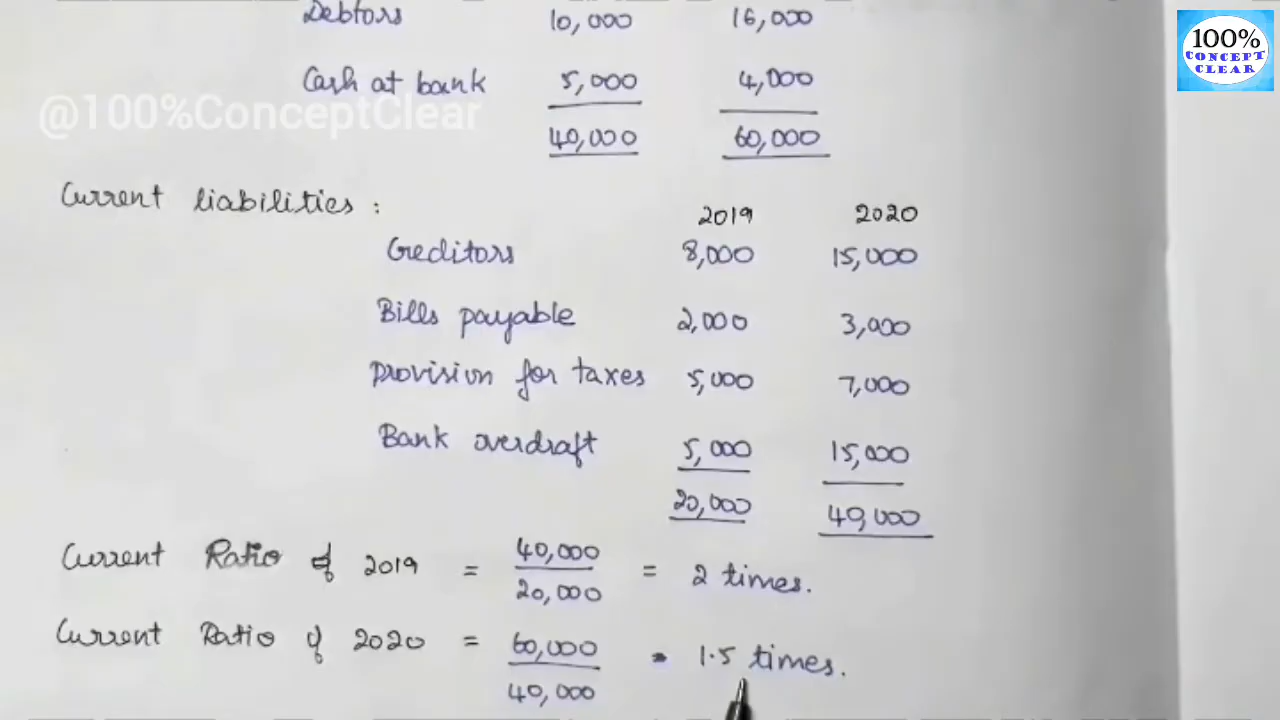 Debtors 10,000 16,000
100%
CONCEPT
CLEAR
Cash at bank 5,000 4,000
@100%ConceptClear
40,000 60,000
Current liabilities :
2019 2020
Creditors 8,000 15,000
Bills payable 2,000 3,000
Provision for taxes 5,000 7,000
Bank overdraft 5,000 15,000
20,000 40,000
Current Ratio of 2019 = 40,000 / 20,000 = 2 times.
Current Ratio of 2020 = 60,000 / 40,000 = 1.5 times.